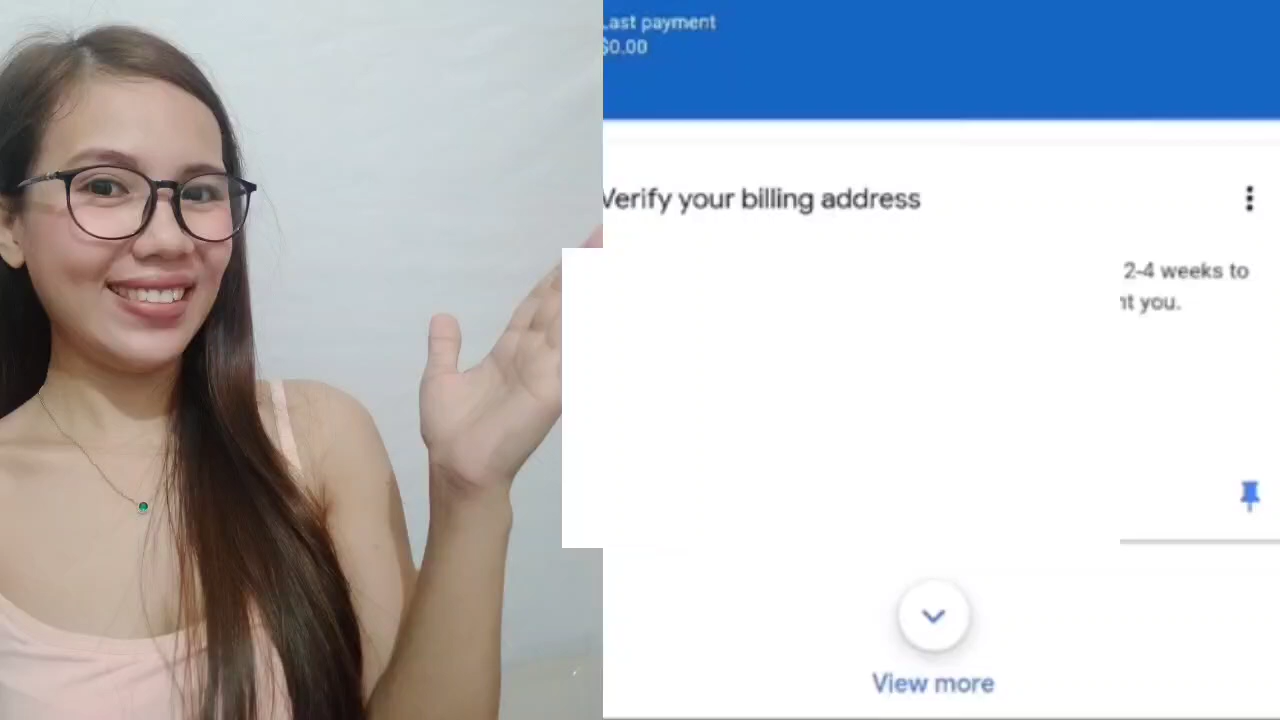 Last payment
$0.00
Verify your billing address
2-4 weeks to
you.
View more